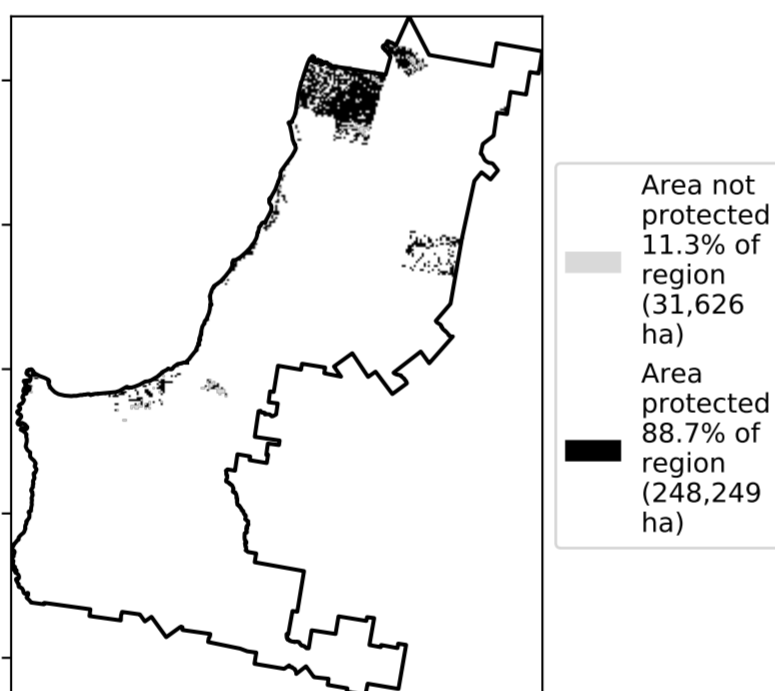 Area not
protected
11.3% of
region
(31,626
ha)
Area
protected
88.7% of
region
(248,249
ha)